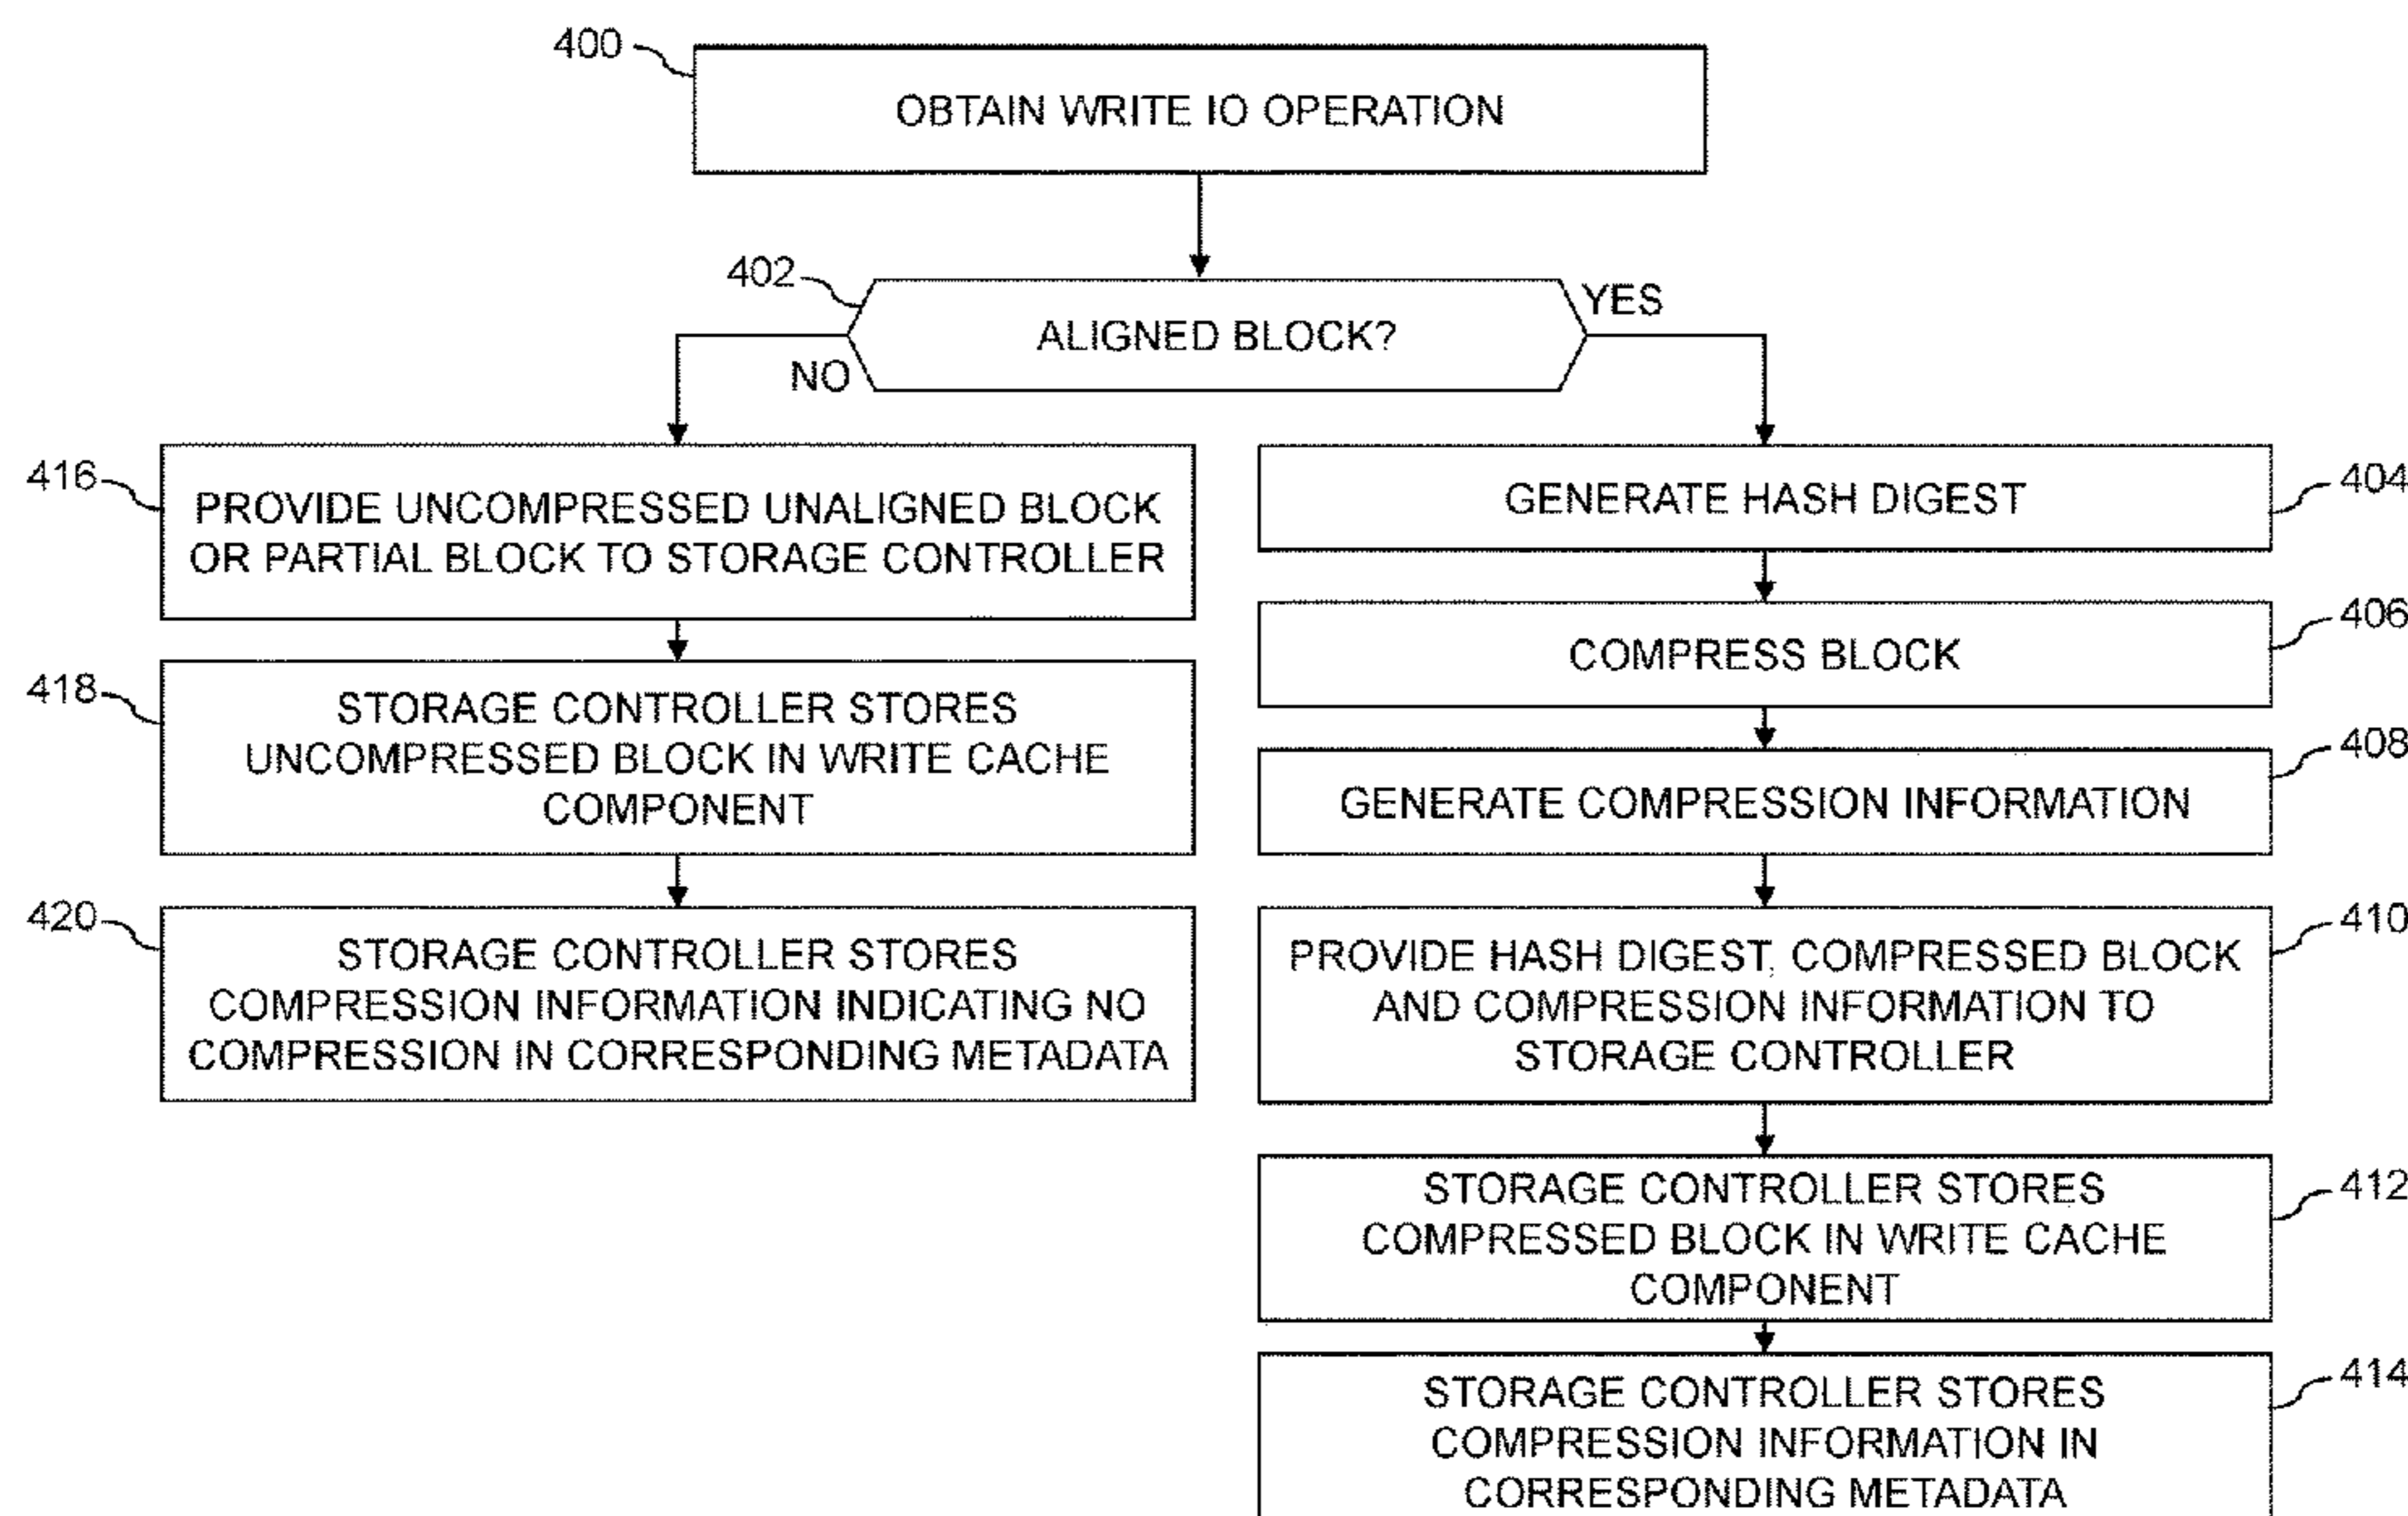 400
OBTAIN WRITE IO OPERATION
402
ALIGNED BLOCK?
YES
NO
416
PROVIDE UNCOMPRESSED UNALIGNED BLOCK
OR PARTIAL BLOCK TO STORAGE CONTROLLER
418
STORAGE CONTROLLER STORES
UNCOMPRESSED BLOCK IN WRITE CACHE
COMPONENT
420
STORAGE CONTROLLER STORES
COMPRESSION INFORMATION INDICATING NO
COMPRESSION IN CORRESPONDING METADATA
GENERATE HASH DIGEST
404
COMPRESS BLOCK
406
GENERATE COMPRESSION INFORMATION
408
PROVIDE HASH DIGEST, COMPRESSED BLOCK
AND COMPRESSION INFORMATION TO
STORAGE CONTROLLER
410
STORAGE CONTROLLER STORES
COMPRESSED BLOCK IN WRITE CACHE
COMPONENT
412
STORAGE CONTROLLER STORES
COMPRESSION INFORMATION IN
CORRESPONDING METADATA
414